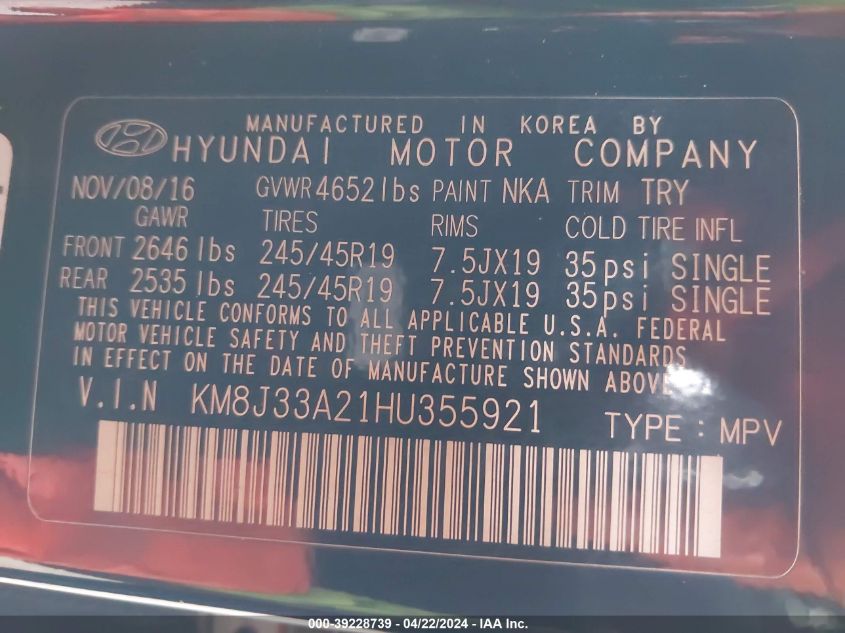 MANUFACTURED IN KOREA BY
HYUNDAI MOTOR COMPANY
NOV/08/16 GVWR 4652 lbs PAINT NKA TRIM TRY
GAWR TIRES RIMS COLD TIRE INFL
FRONT 2646 lbs 245/45R19 7.5JX19 35psi SINGLE
REAR 2535 lbs 245/45R19 7.5JX19 35psi SINGLE
THIS VEHICLE CONFORMS TO ALL APPLICABLE U.S.A. FEDERAL
MOTOR VEHICLE SAFETY AND THEFT PREVENTION STANDARDS
IN EFFECT ON THE DATE OF MANUFACTURE SHOWN ABOVE
V.I.N KM8J33A21HU355921 TYPE : MPV
000-39228739 - 04/22/2024 - IAA Inc.